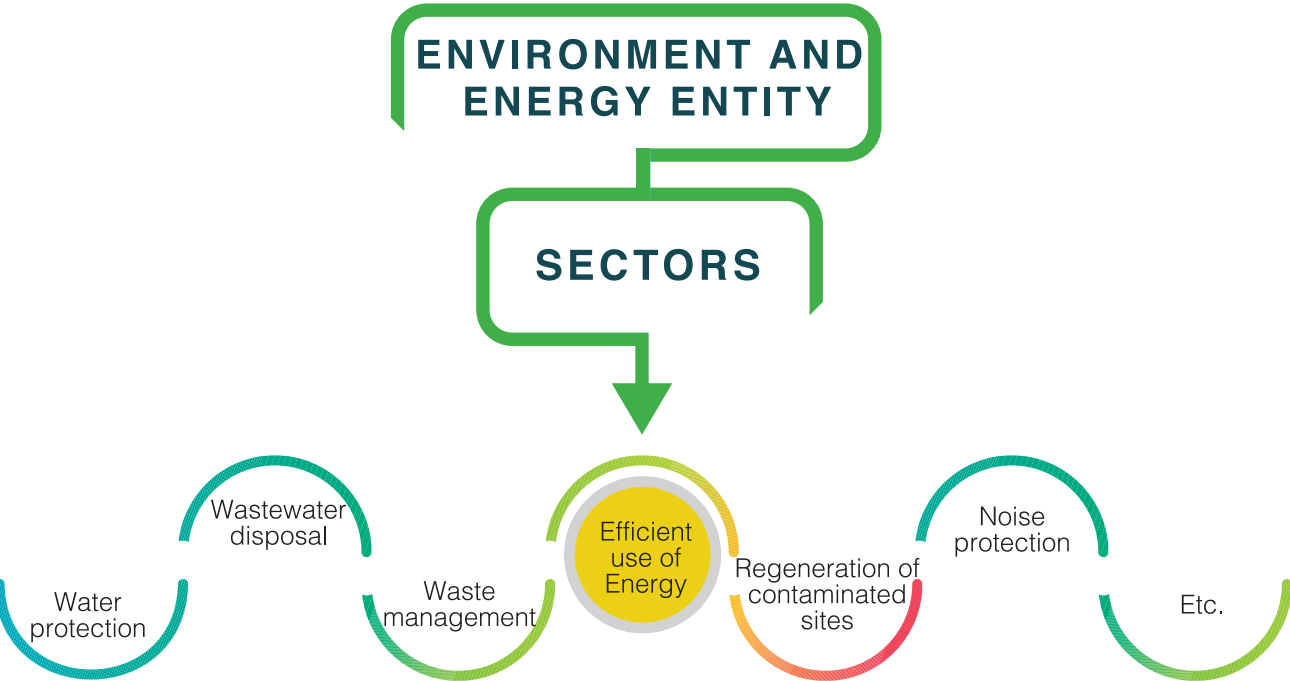 ENVIRONMENT AND
ENERGY ENTITY
SECTORS
Water
protection
Wastewater
disposal
Waste
management
Efficient
use of
Energy
Regeneration of
contaminated
sites
Noise
protection
Etc.